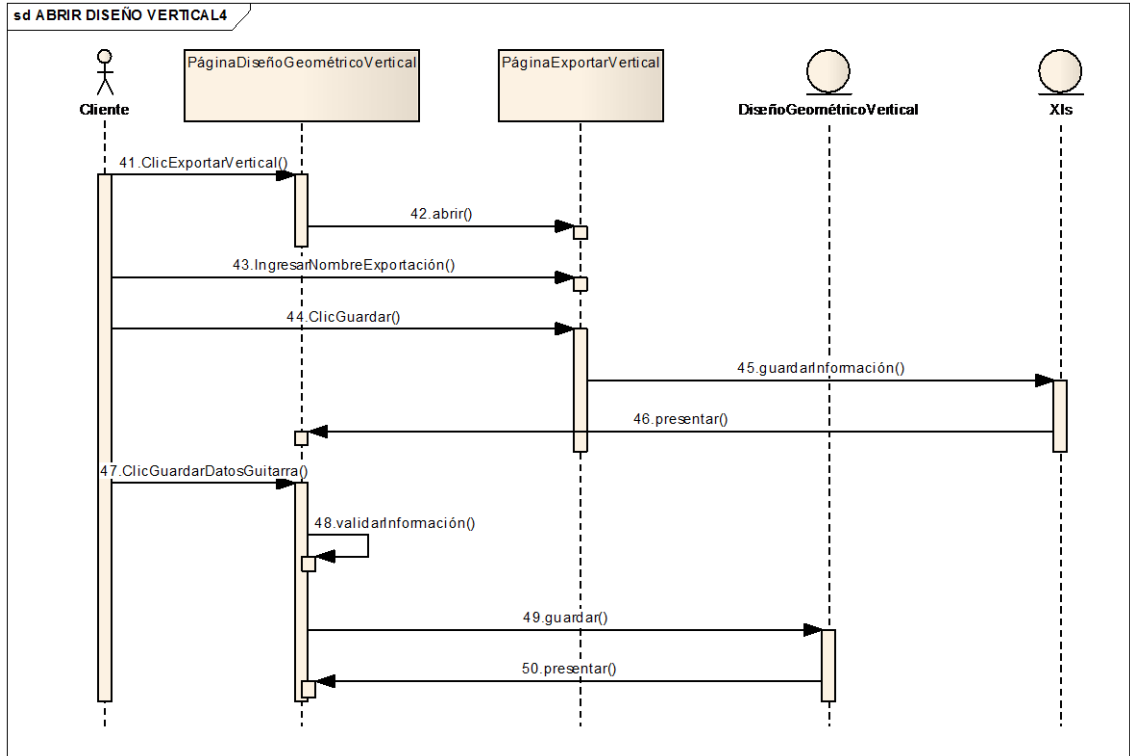 sd ABRIR DISEÑO VERTICAL4
PáginaDiseñoGeométricoVertical
PáginaExportarVertical
Cliente
DiseñoGeométricoVertical
Xls
41.ClicExportarVertical()
42.abrir()
43.IngresarNombreExportación()
44.ClicGuardar()
45.guardarInformación()
46.presentar()
47.ClicGuardarDatosGuitarra()
48.validarInformación()
49.guardar()
50.presentar()